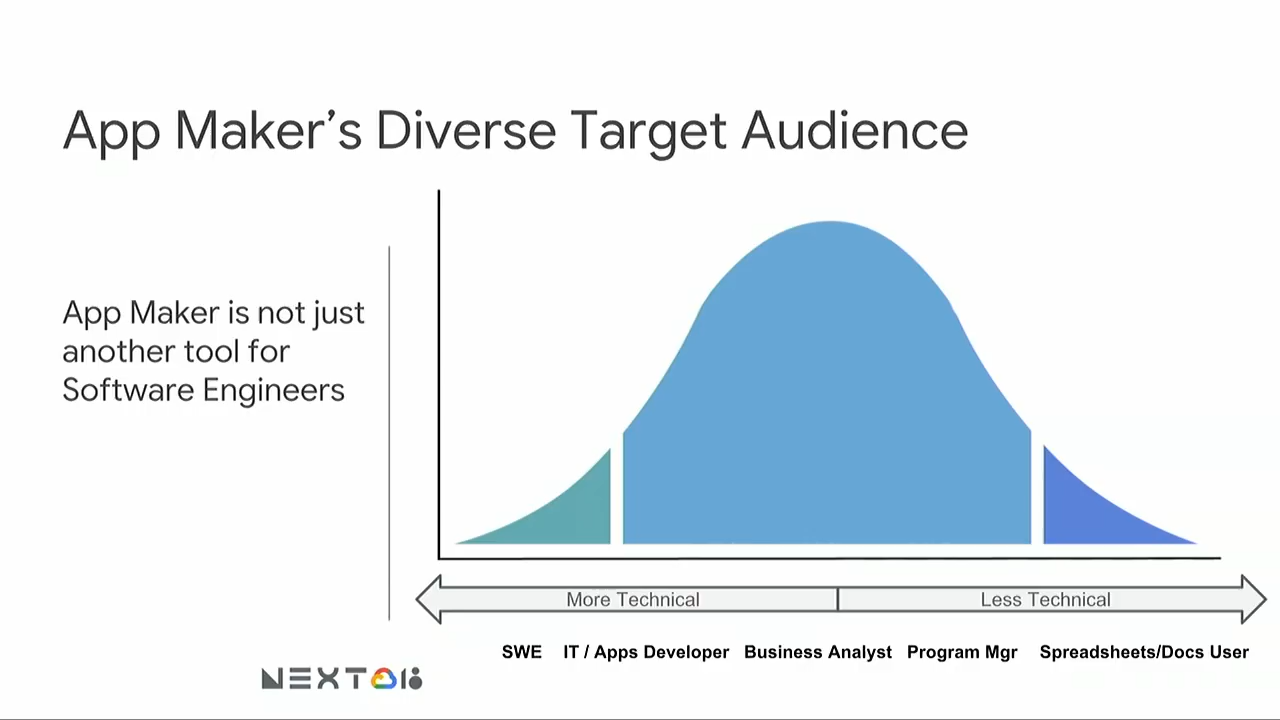 App Maker’s Diverse Target Audience
App Maker is not just
another tool for
Software Engineers
More Technical
Less Technical
SWE IT / Apps Developer Business Analyst Program Mgr Spreadsheets/Docs User
NEXT 18